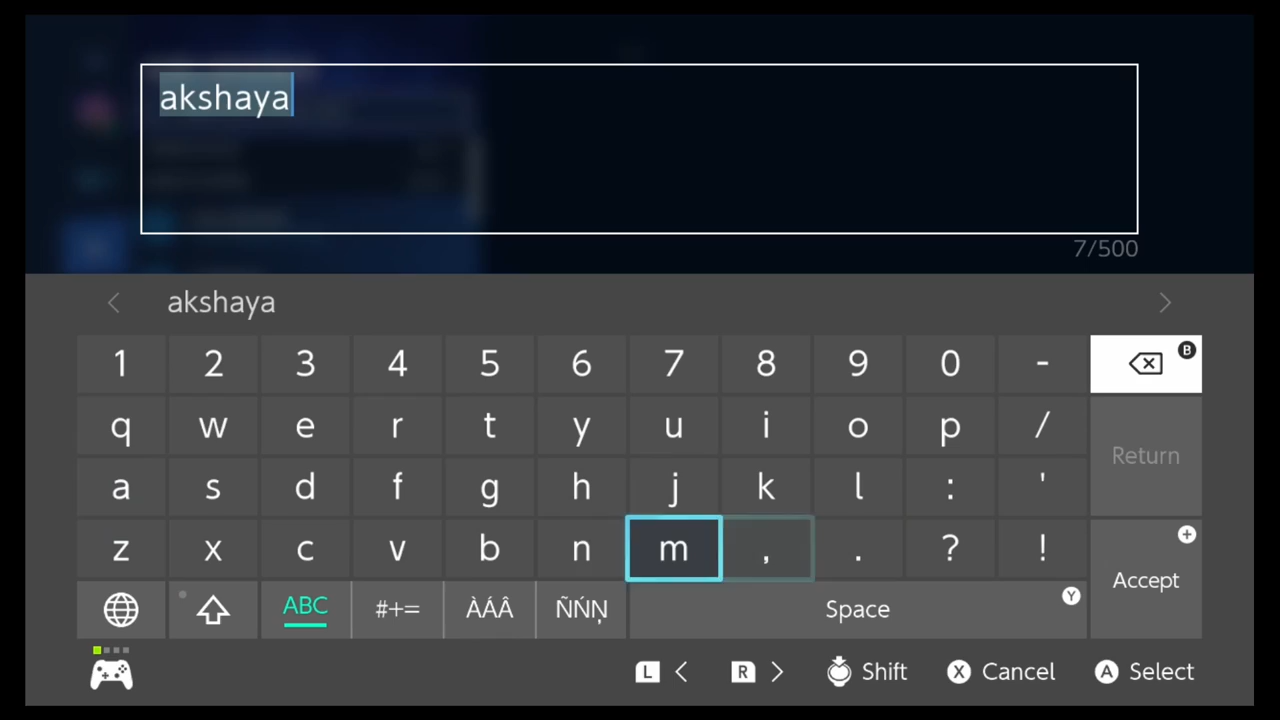 akshaya
7/500
akshaya
1 2 3 4 5 6 7 8 9 0 - B
q w e r t y u i o p /
Return
a s d f g h j k l : '
z x c v b n m , . ? !
Accept
ABC #+= ÀÁÂ ÑŃŅ Space Y
L < R > Shift X Cancel A Select